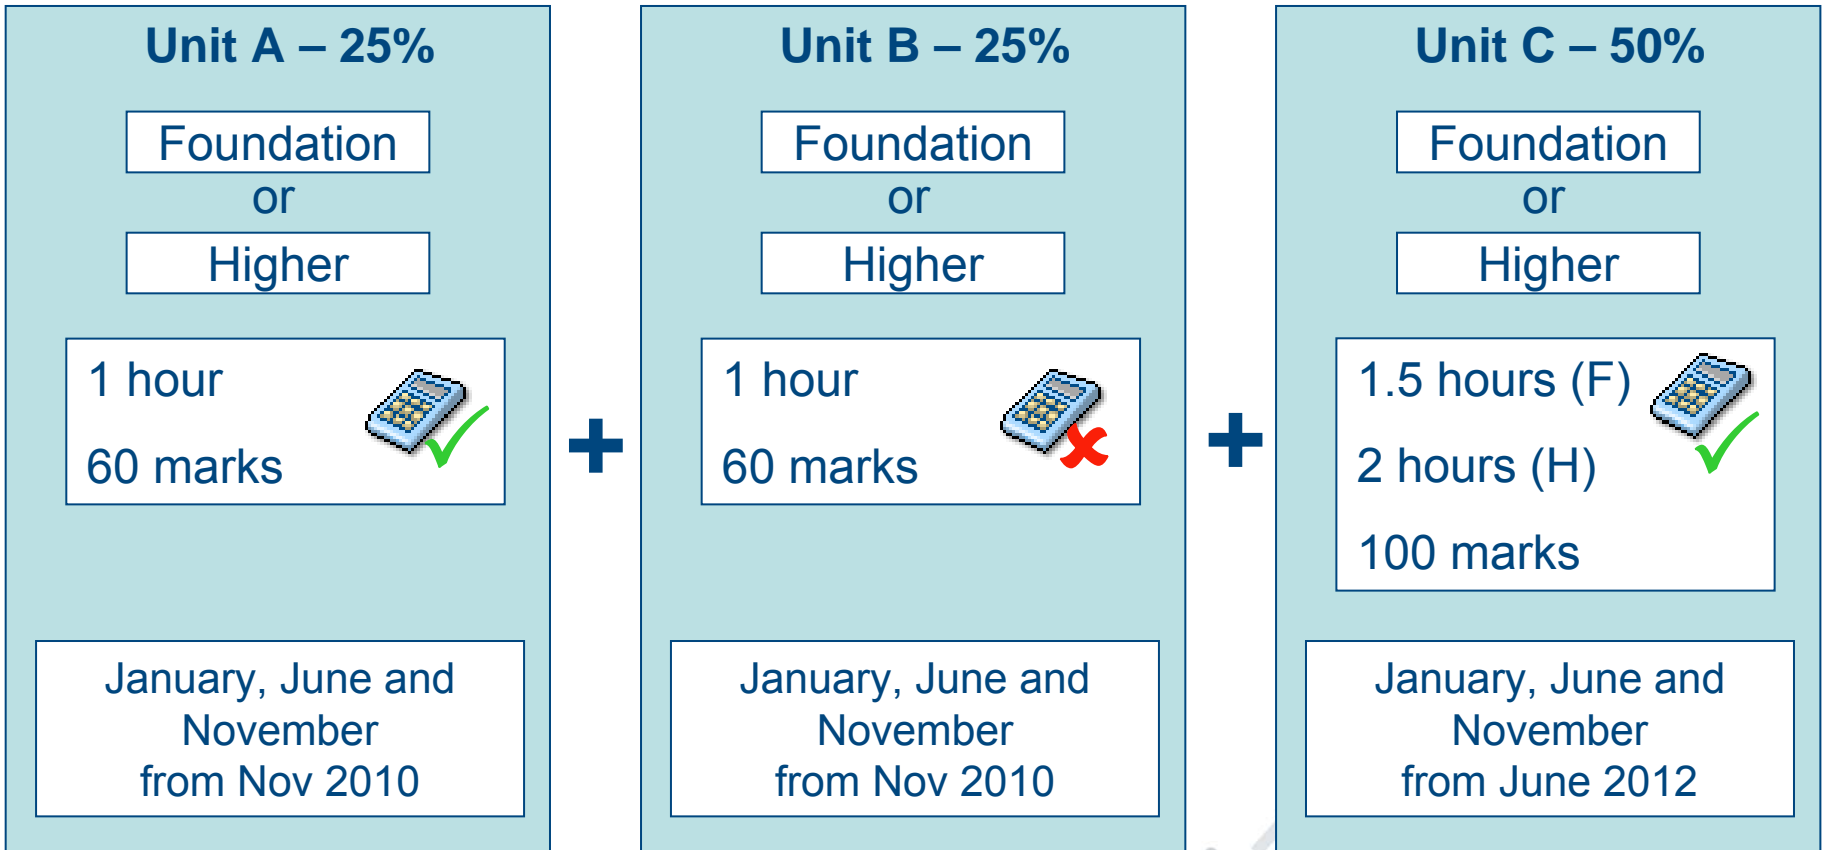 Unit A – 25%
Foundation
or
Higher
1 hour
60 marks
January, June and
November
from Nov 2010
+
Unit B – 25%
Foundation
or
Higher
1 hour
60 marks
January, June and
November
from Nov 2010
+
Unit C – 50%
Foundation
or
Higher
1.5 hours (F)
2 hours (H)
100 marks
January, June and
November
from June 2012